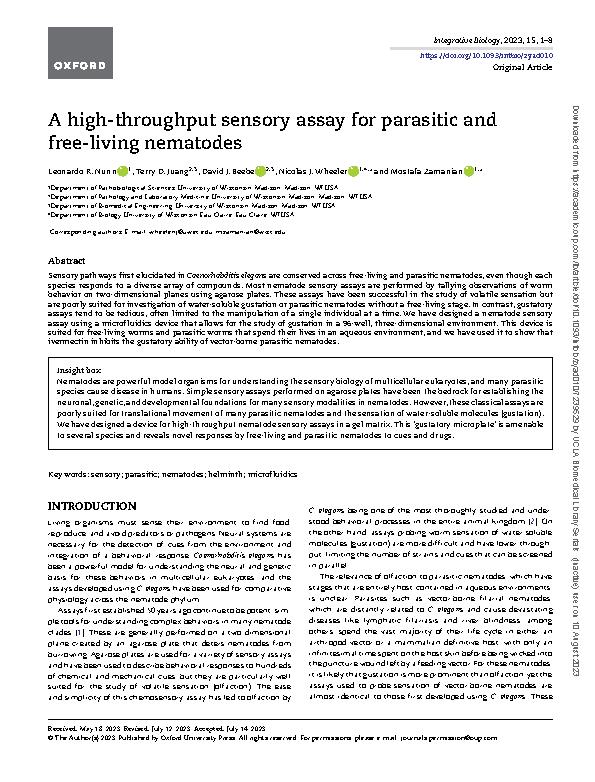 OXFORD
Integrative Biology, 2023, 15, 1–8
https://doi.org/10.1093/intbio/zyad010
Original Article
A high-throughput sensory assay for parasitic and
free-living nematodes
Leonardo R. Nunn 1, Terry D. Juang 2,3, David J. Beebe 2,3, Nicolas J. Wheeler 1,4,* and Mostafa Zamanian 1,*
1Department of Pathobiological Sciences University of Wisconsin Madison Madison WI USA
2Department of Pathology and Laboratory Medicine University of Wisconsin Madison Madison WI USA
3Department of Biomedical Engineering University of Wisconsin Madison Madison WI USA
4Department of Biology University of Wisconsin Eau Claire Eau Claire WI USA
Corresponding authors E mail wheelenj@uwec.edu mzamanian@wisc.edu
Abstract
Sensory pathways first elucidated in Caenorhabditis elegans are conserved across free-living and parasitic nematodes, even though each
species responds to a diverse array of compounds. Most nematode sensory assays are performed by tallying observations of worm
behavior on two-dimensional planes using agarose plates. These assays have been successful in the study of volatile sensation but
are poorly suited for investigation of water-soluble gustation or parasitic nematodes without a free-living stage. In contrast, gustatory
assays tend to be tedious, often limited to the manipulation of a single individual at a time. We have designed a nematode sensory
assay using a microfluidics device that allows for the study of gustation in a 96-well, three-dimensional environment. This device is
suited for free-living worms and parasitic worms that spend their lives in an aqueous environment, and we have used it to show that
ivermectin inhibits the gustatory ability of vector-borne parasitic nematodes.
Insight box
Nematodes are powerful model organisms for understanding the sensory biology of multicellular eukaryotes, and many parasitic
species cause disease in humans. Simple sensory assays performed on agarose plates have been the bedrock for establishing the
neuronal, genetic, and developmental foundations for many sensory modalities in nematodes. However, these classical assays are
poorly suited for translational movement of many parasitic nematodes and the sensation of water-soluble molecules (gustation).
We have designed a device for high-throughput nematode sensory assays in a gel matrix. This 'gustatory microplate' is amenable
to several species and reveals novel responses by free-living and parasitic nematodes to cues and drugs.
Key words: sensory; parasitic; nematodes; helminth; microfluidics
INTRODUCTION
Living organisms must sense their environment to find food
reproduce and avoid predators or pathogens Neural systems are
necessary for the detection of cues from the environment and
integration of a behavioral response Caenorhabditis elegans has
been a powerful model for understanding the neural and genetic
basis for these behaviors in multicellular eukaryotes and the
assays developed using C elegans have been used for comparative
physiology across the nematode phylum
Assays first established 50 years ago continue to be potent sim
ple tools for understanding complex behaviors in many nematode
clades [1] These are generally performed on a two dimensional
plane created by an agarose plate that deters nematodes from
burrowing Agarose plates are used for a variety of sensory assays
and have been used to describe behavioral responses to hundreds
of chemical and mechanical cues but they are particularly well
suited for the study of volatile sensation (olfaction) The ease
and simplicity of this chemosensory assay has led to olfaction by
C elegans being one of the most thoroughly studied and under
stood behavioral processes in the entire animal kingdom [2] On
the other hand assays probing worm sensation of water soluble
molecules (gustation) are more difficult and have lower through
put limiting the number of strains and cues that can be screened
in parallel
The relevance of olfaction to parasitic nematodes which have
stages that are entirely host contained in aqueous environments
is unclear Parasites such as vector borne filarial nematodes
which are distantly related to C elegans and cause devastating
diseases like lymphatic filariasis and river blindness among
others spend the vast majority of their life cycle in either an
arthropod vector or a mammalian definitive host with only an
infinitesimal time spent on the host skin before being wicked into
the puncture wound left by a feeding vector For these nematodes
it is likely that gustation is more prominent than olfaction yet the
assays used to probe sensation of vector borne nematodes are
almost identical to those first developed using C elegans These
Received May 18 2023 Revised July 12 2023 Accepted July 14 2023
© The Author(s) 2023 Published by Oxford University Press All rights reserved For permissions please e mail journals permissions@oup com